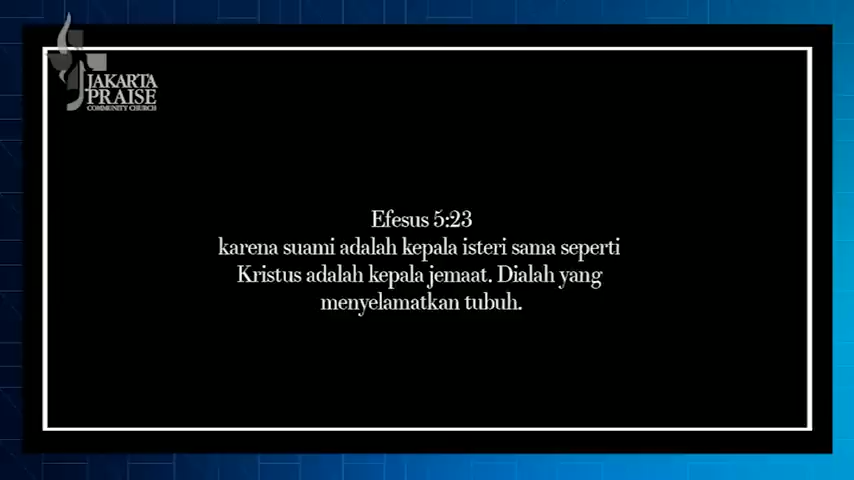 JAKARTA
PRAISE
COMMUNITY CHURCH
Efesus 5:23
karena suami adalah kepala isteri sama seperti
Kristus adalah kepala jemaat. Dialah yang
menyelamatkan tubuh.